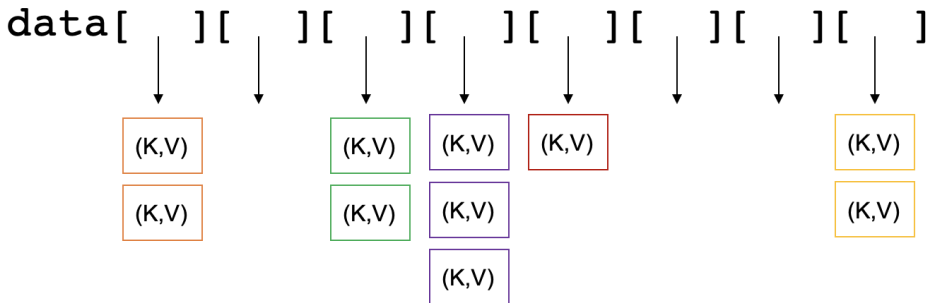 data[ ][ ][ ][ ][ ][ ][ ][ ]
(K,V) (K,V) (K,V) (K,V) (K,V)
(K,V) (K,V) (K,V) (K,V)
(K,V)